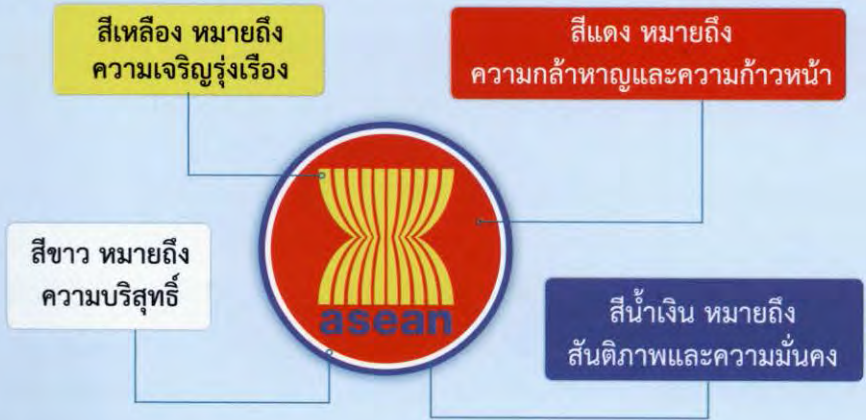 สีเหลือง หมายถึง
ความเจริญรุ่งเรือง
สีแดง หมายถึง
ความกล้าหาญและความก้าวหน้า
asean
สีขาว หมายถึง
ความบริสุทธิ์
สีน้ำเงิน หมายถึง
สันติภาพและความมั่นคง